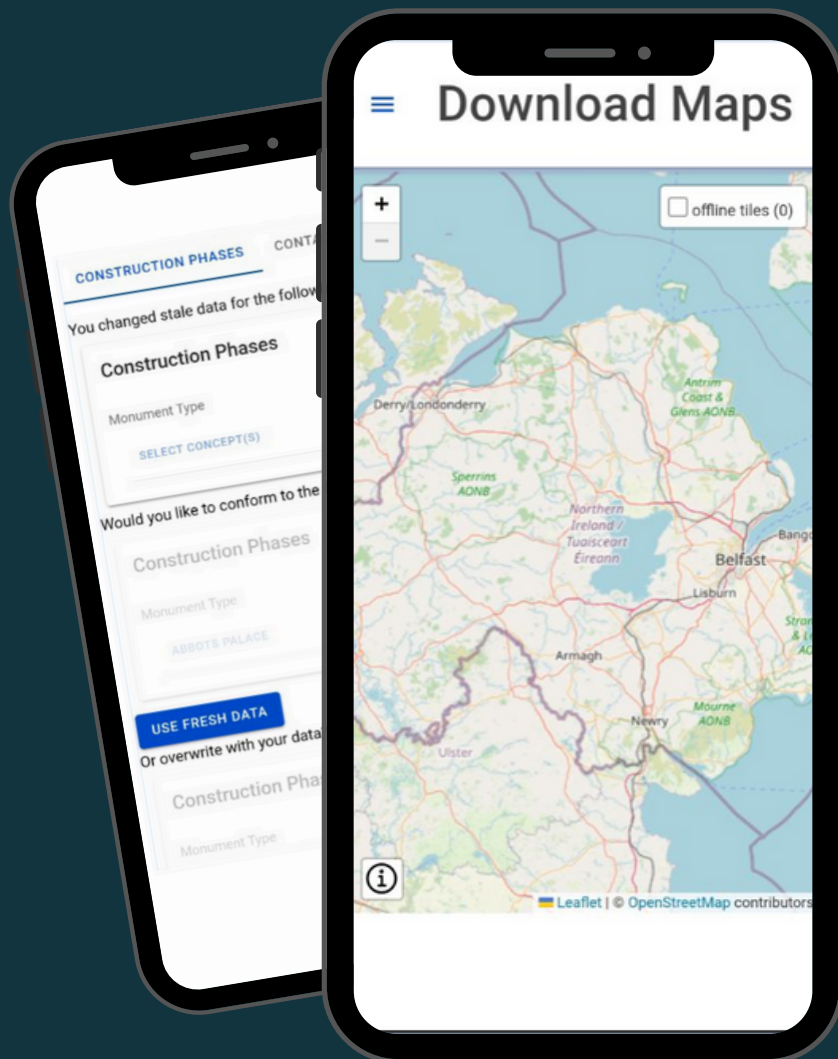 CONSTRUCTION PHASES
You changed stale data for the
Construction Phases
Monument Type
SELECT CONCEPT(S)
Would you like to conform to the
Construction Phases
Monument Type
ABBOTS PALACE
USE FRESH DATA
Or overwrite with your data
Construction
Monument Type
Download Maps
+
−
offline tiles (0)
Antrim
Coast &
Glens AONB
Derry/Londonderry
Sperrins
AONB
Northern
Ireland /
Tuaisceart
Éireann
Belfast
Lisburn
Armagh
Mourne
AONB
Newry
Ulster
i
Leaflet | © OpenStreetMap contributors